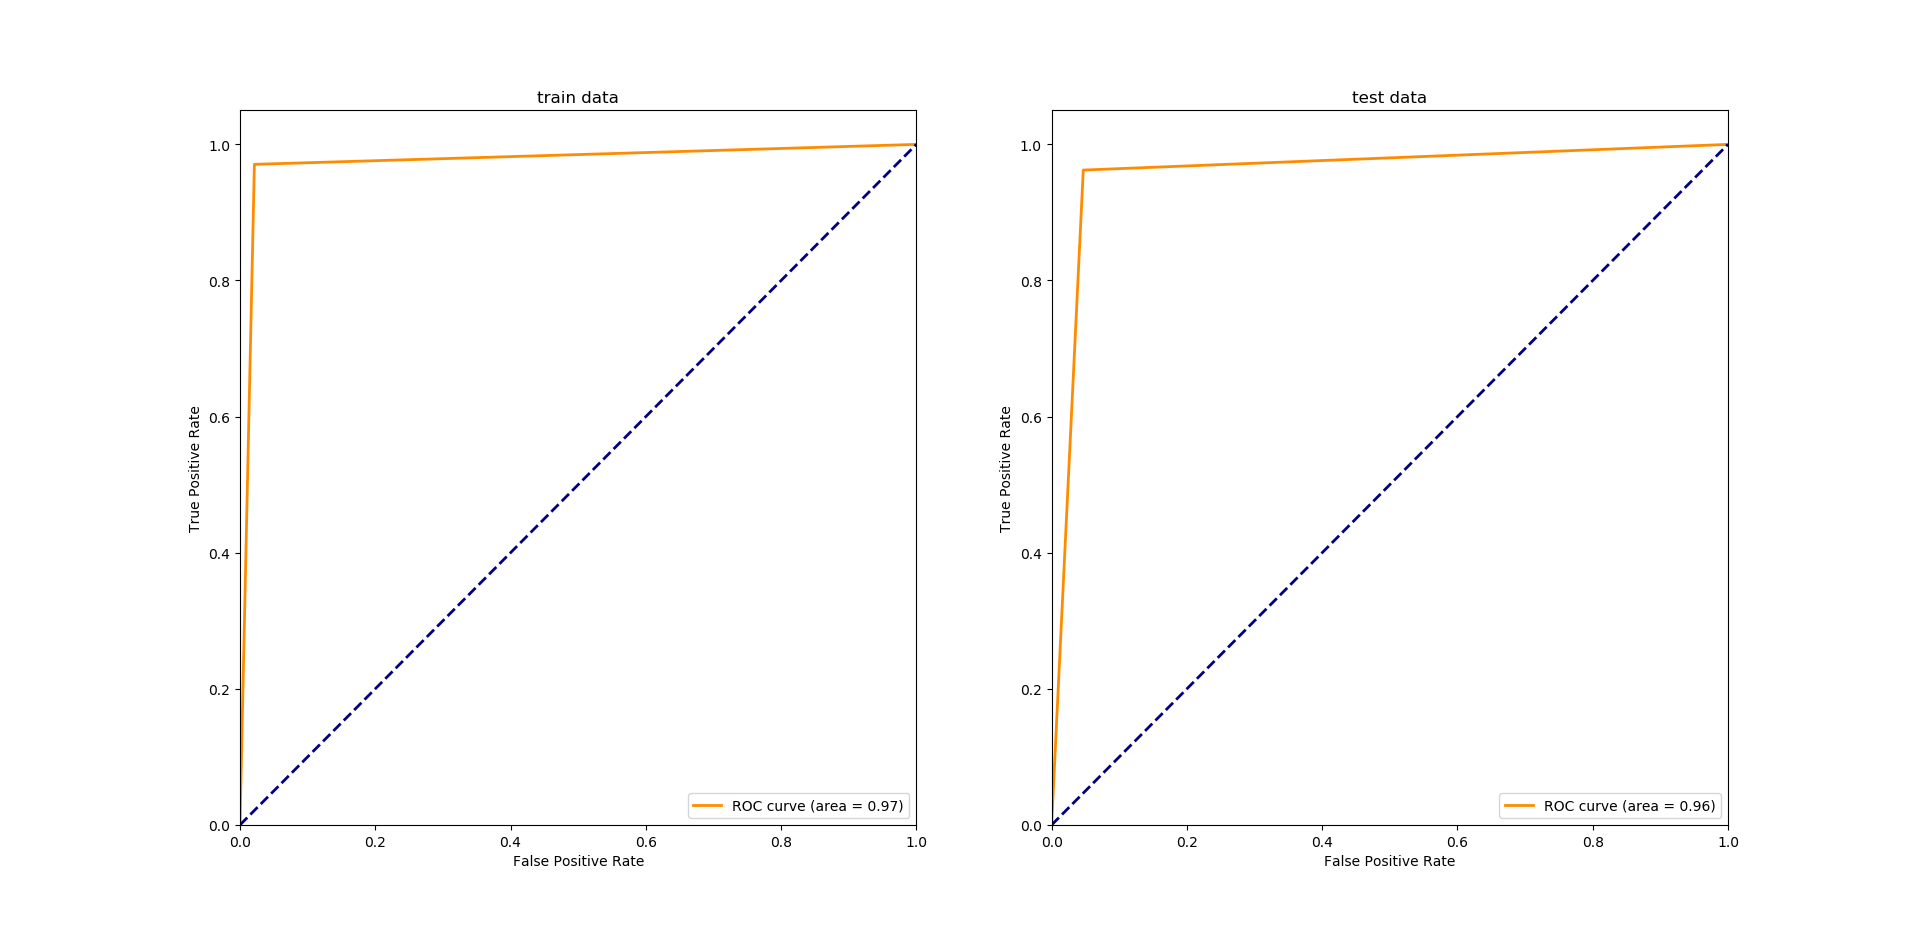 train data
1.0
0.8
0.6
0.4
0.2
0.0
True Positive Rate
0.0 0.2 0.4 0.6 0.8 1.0
False Positive Rate
ROC curve (area = 0.97)
test data
1.0
0.8
0.6
0.4
0.2
0.0
True Positive Rate
0.0 0.2 0.4 0.6 0.8 1.0
False Positive Rate
ROC curve (area = 0.96)